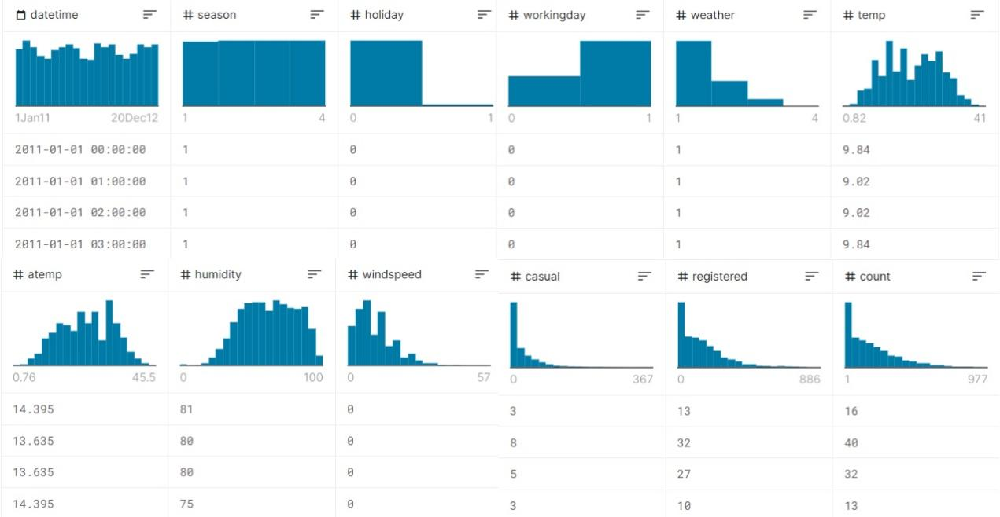 datetime # season # holiday # workingday # weather # temp
1Jan11 20Dec12 1 4 0 1 0 1 1 4 0.82 41
2011-01-01 00:00:00 1 0 0 1 9.84
2011-01-01 01:00:00 1 0 0 1 9.02
2011-01-01 02:00:00 1 0 0 1 9.02
2011-01-01 03:00:00 1 0 0 1 9.84
# atemp # humidity # windspeed # casual # registered # count
0.76 45.5 0 100 0 57 0 367 0 886 1 977
14.395 81 0 3 13 16
13.635 80 0 8 32 40
13.635 80 0 5 27 32
14.395 75 0 3 10 13